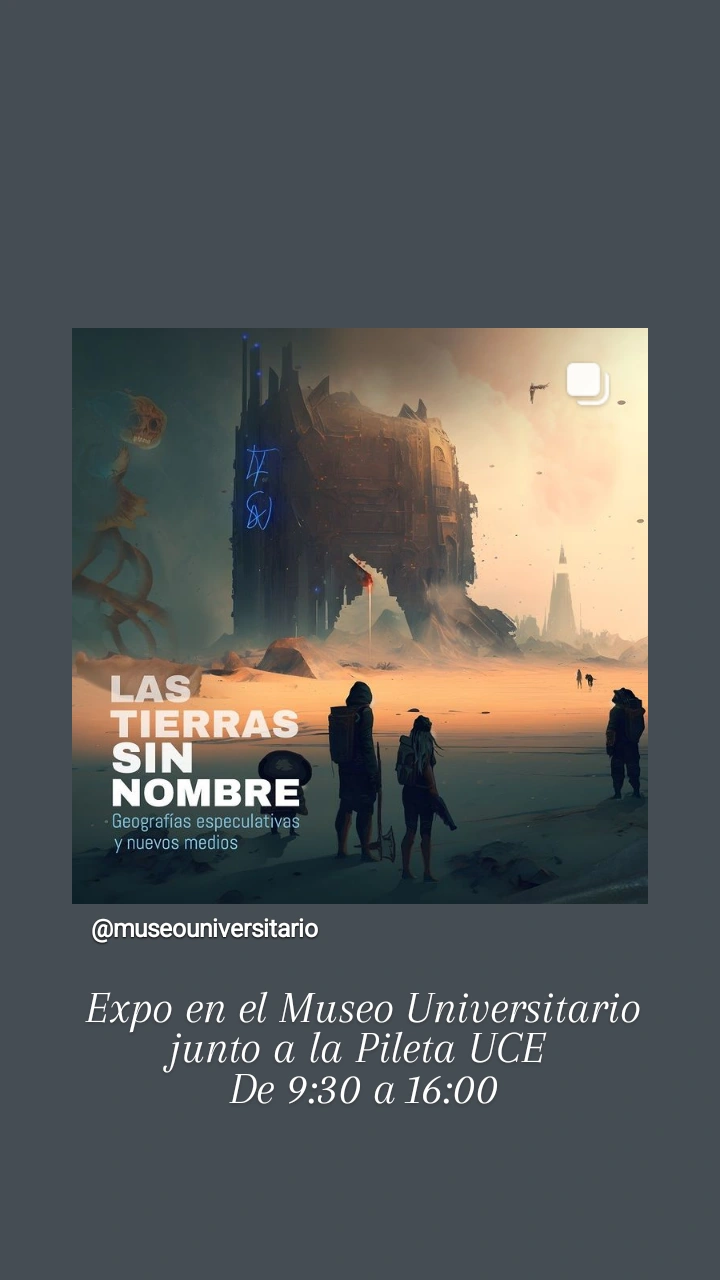 LAS
TIERRAS
SIN
NOMBRE
Geografías especulativas
y nuevos medios
@museouniversitario
Expo en el Museo Universitario
junto a la Pileta UCE
De 9:30 a 16:00